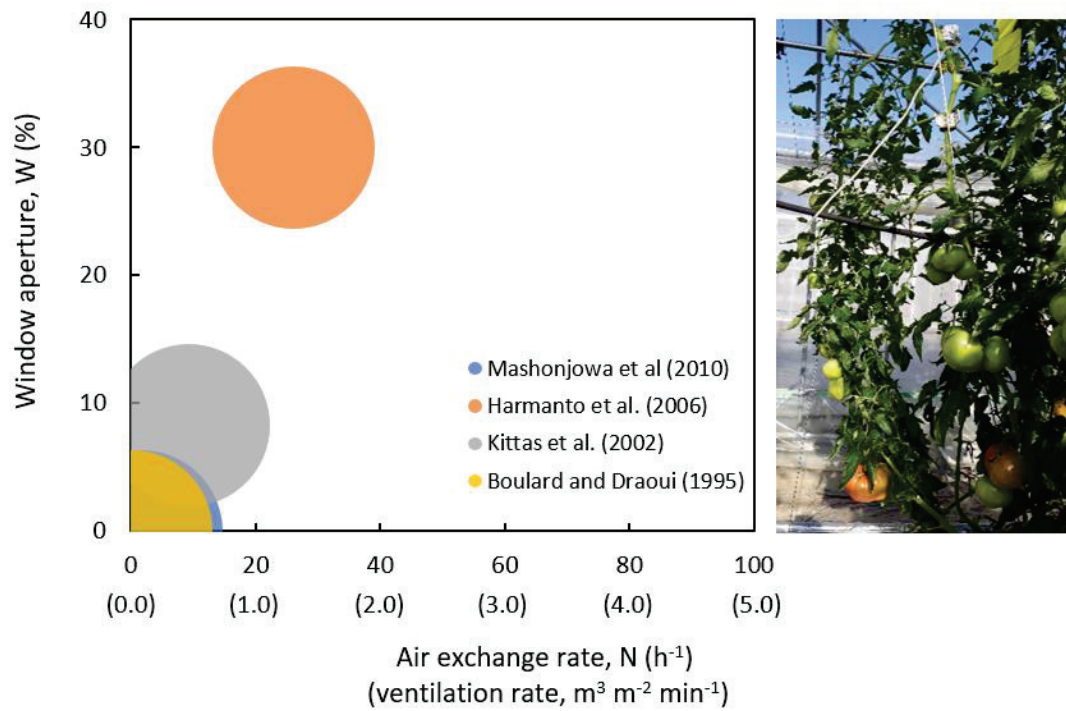 Window aperture, W (%)
40
30
20
10
0
Mashonjowa et al (2010)
Harmanto et al. (2006)
Kittas et al. (2002)
Boulard and Draoui (1995)
0 20 40 60 80 100
(0.0) (1.0) (2.0) (3.0) (4.0) (5.0)
Air exchange rate, N (h⁻¹)
(ventilation rate, m³ m⁻² min⁻¹)